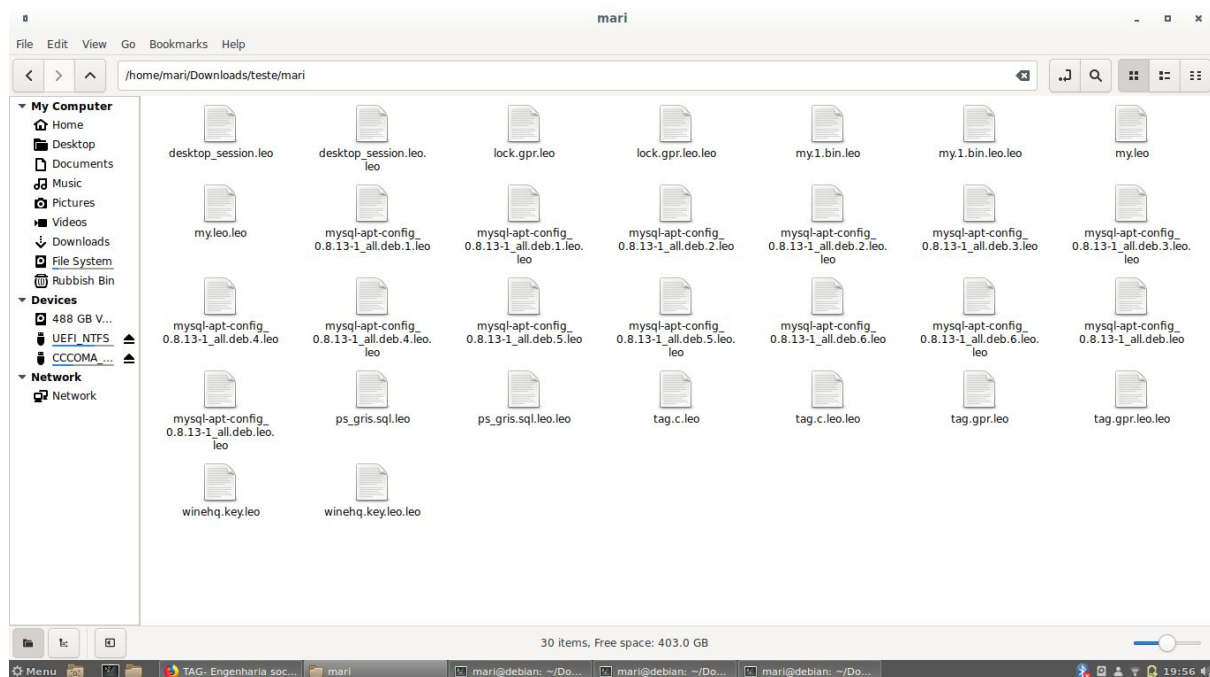 mari
File Edit View Go Bookmarks Help
/home/mari/Downloads/teste/mari
My Computer
Home
Desktop
Documents
Music
Pictures
Videos
Downloads
File System
Rubbish Bin
Devices
488 GB V...
UEFI_NTFS
CCCOMA_...
Network
Network
desktop_session.leo
desktop_session.leo.
leo
lock.gpr.leo
lock.gpr.leo.leo
my.1.bin.leo
my.1.bin.leo.leo
my.leo
my.leo.leo
mysql-apt-config_
0.8.13-1_all.deb.1.leo
mysql-apt-config_
0.8.13-1_all.deb.1.leo.
leo
mysql-apt-config_
0.8.13-1_all.deb.2.leo
mysql-apt-config_
0.8.13-1_all.deb.2.leo.
leo
mysql-apt-config_
0.8.13-1_all.deb.3.leo
mysql-apt-config_
0.8.13-1_all.deb.3.leo.
leo
mysql-apt-config_
0.8.13-1_all.deb.4.leo
mysql-apt-config_
0.8.13-1_all.deb.4.leo.
leo
mysql-apt-config_
0.8.13-1_all.deb.5.leo
mysql-apt-config_
0.8.13-1_all.deb.5.leo.
leo
mysql-apt-config_
0.8.13-1_all.deb.6.leo
mysql-apt-config_
0.8.13-1_all.deb.6.leo.
leo
mysql-apt-config_
0.8.13-1_all.deb.leo
mysql-apt-config_
0.8.13-1_all.deb.leo.
leo
ps_gris.sql.leo
ps_gris.sql.leo.leo
tag.c.leo
tag.c.leo.leo
tag.gpr.leo
tag.gpr.leo.leo
winehq.key.leo
winehq.key.leo.leo
30 items, Free space: 403.0 GB
Menu
TAG- Engenharia soc...
mari
mari@debian: ~/Do...
mari@debian: ~/Do...
mari@debian: ~/Do...
19:56